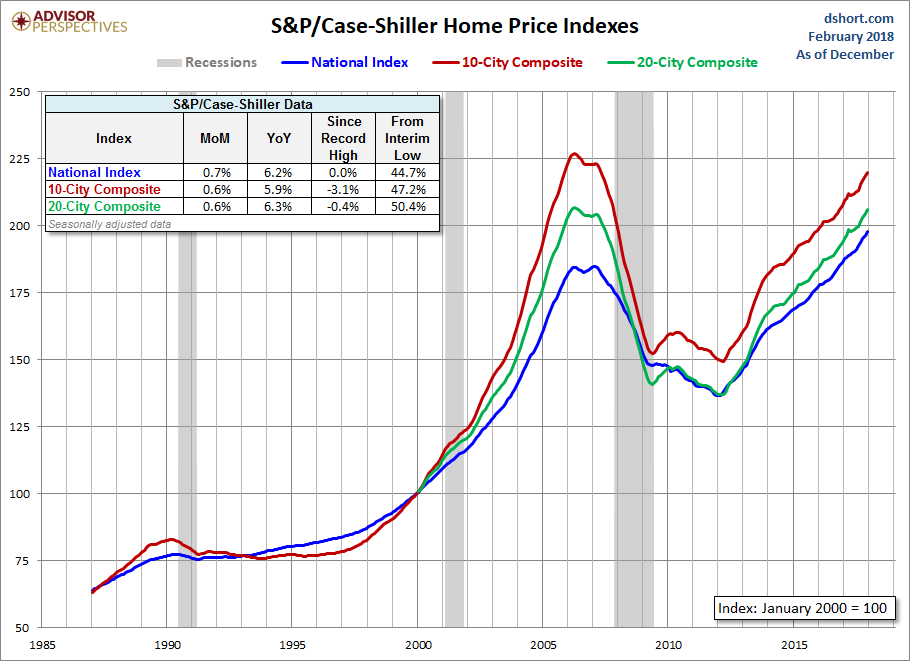 ADVISOR
PERSPECTIVES
S&P/Case-Shiller Home Price Indexes
dshort.com
February 2018
As of December
Recessions National Index 10-City Composite 20-City Composite
S&P/Case-Shiller Data
Index MoM YoY Since Record High From Interim Low
National Index 0.7% 6.2% 0.0% 44.7%
10-City Composite 0.6% 5.9% -3.1% 47.2%
20-City Composite 0.6% 6.3% -0.4% 50.4%
Seasonally adjusted data
250
225
200
175
150
125
100
75
50
Index: January 2000 = 100
1985 1990 1995 2000 2005 2010 2015